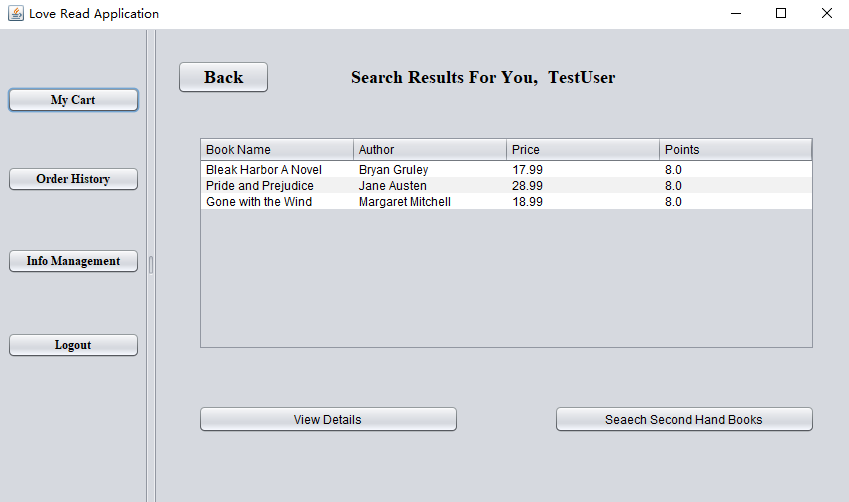 Love Read Application
Back
Search Results For You, TestUser
My Cart
Order History
Info Management
Logout
Book Name Author Price Points
Bleak Harbor A Novel Bryan Gruley 17.99 8.0
Pride and Prejudice Jane Austen 28.99 8.0
Gone with the Wind Margaret Mitchell 18.99 8.0
View Details
Seaech Second Hand Books